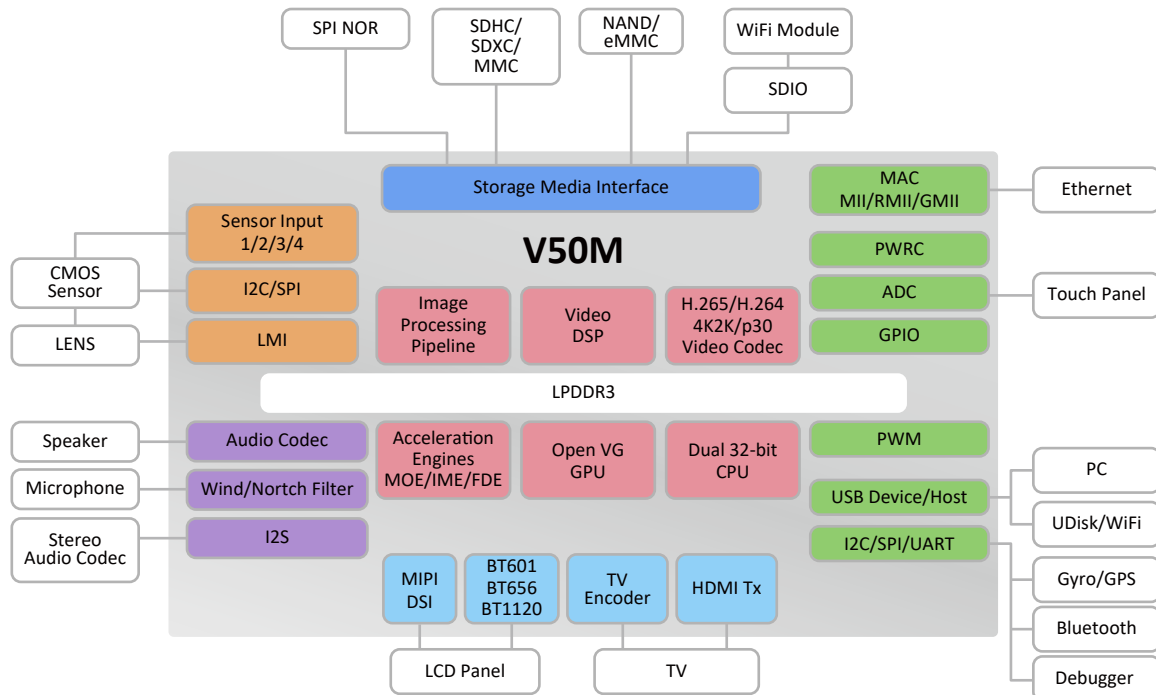 SPI NOR
SDHC/
SDXC/
MMC
NAND/
eMMC
WiFi Module
SDIO
Storage Media Interface
MAC
MII/RMII/GMII
Ethernet
Sensor Input
1/2/3/4
V50M
PWRC
CMOS
Sensor
I2C/SPI
Image
Processing
Pipeline
Video
DSP
H.265/H.264
4K2K/p30
Video Codec
ADC
Touch Panel
LENS
LMI
GPIO
LPDDR3
Speaker
Audio Codec
Acceleration
Engines
MOE/IME/FDE
Open VG
GPU
Dual 32-bit
CPU
PWM
PC
Microphone
Wind/Nortch Filter
USB Device/Host
UDisk/WiFi
Stereo
Audio Codec
I2S
I2C/SPI/UART
MIPI
DSI
BT601
BT656
BT1120
TV
Encoder
HDMI Tx
Gyro/GPS
Bluetooth
LCD Panel
TV
Debugger